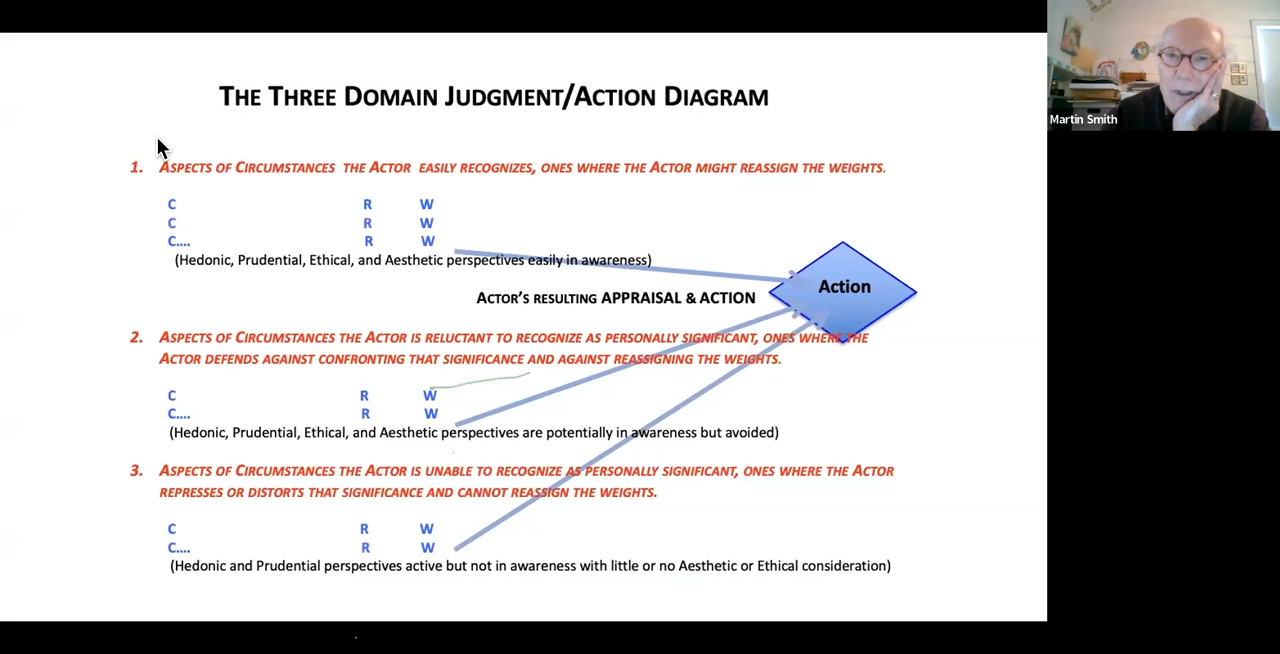 THE THREE DOMAIN JUDGMENT/ACTION DIAGRAM
Martin Smith
1. ASPECTS OF CIRCUMSTANCES THE ACTOR EASILY RECOGNIZES, ONES WHERE THE ACTOR MIGHT REASSIGN THE WEIGHTS.
C R W
C R W
C.... R W
(Hedonic, Prudential, Ethical, and Aesthetic perspectives easily in awareness)
Action
ACTOR'S RESULTING APPRAISAL & ACTION
2. ASPECTS OF CIRCUMSTANCES THE ACTOR IS RELUCTANT TO RECOGNIZE AS PERSONALLY SIGNIFICANT, ONES WHERE THE
ACTOR DEFENDS AGAINST CONFRONTING THAT SIGNIFICANCE AND AGAINST REASSIGNING THE WEIGHTS.
C R W
C.... R W
(Hedonic, Prudential, Ethical, and Aesthetic perspectives are potentially in awareness but avoided)
3. ASPECTS OF CIRCUMSTANCES THE ACTOR IS UNABLE TO RECOGNIZE AS PERSONALLY SIGNIFICANT, ONES WHERE THE ACTOR
REPRESSES OR DISTORTS THAT SIGNIFICANCE AND CANNOT REASSIGN THE WEIGHTS.
C R W
C.... R W
(Hedonic and Prudential perspectives active but not in awareness with little or no Aesthetic or Ethical consideration)